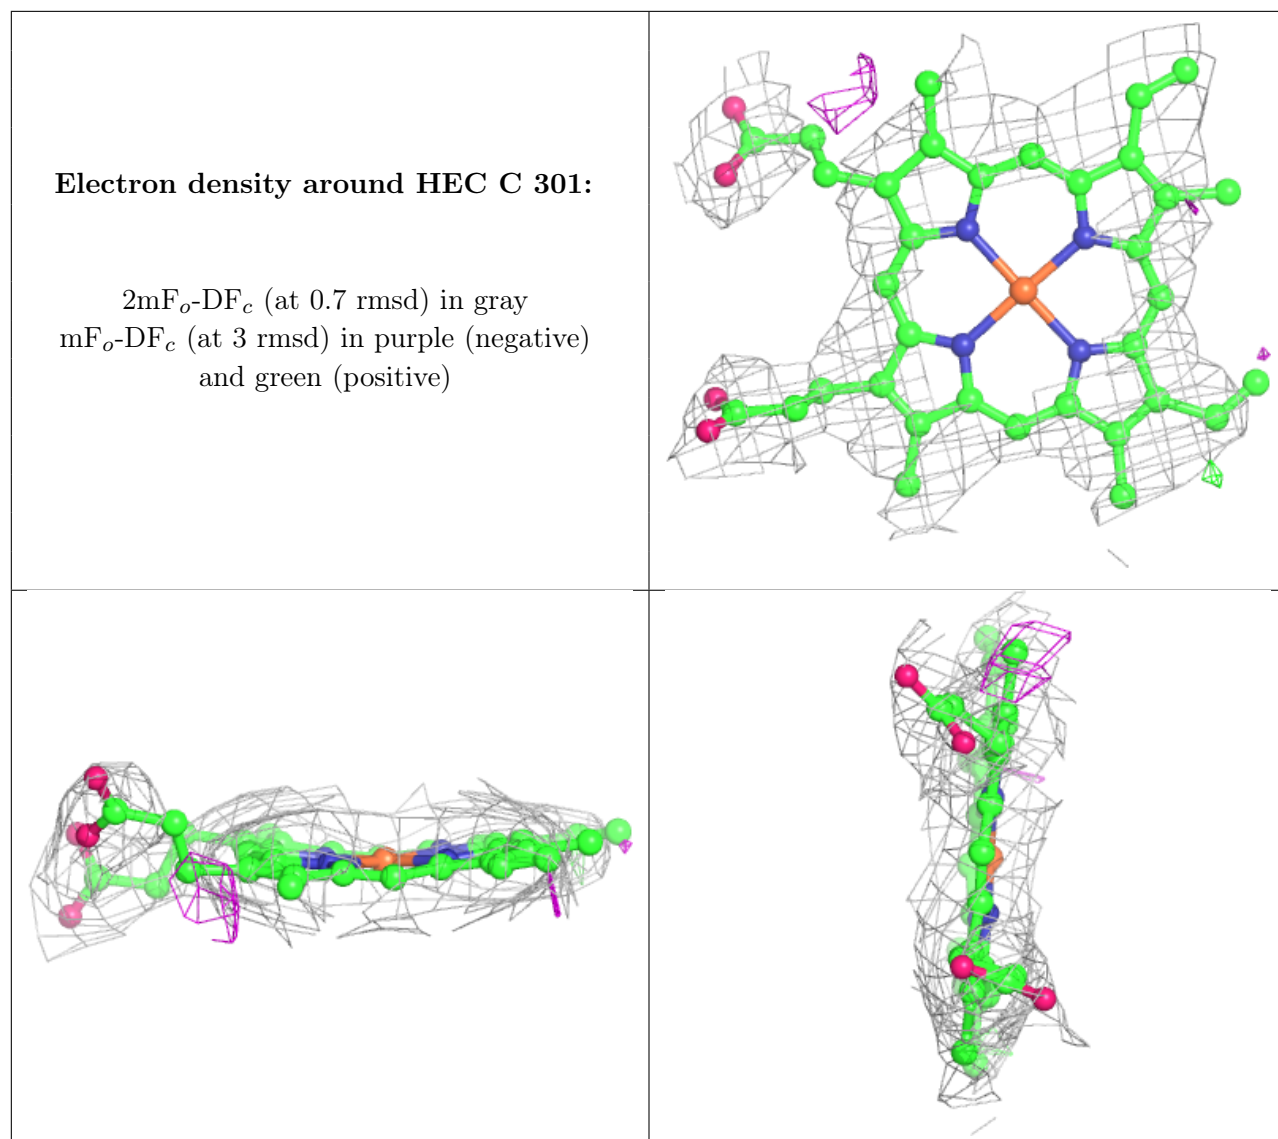 Electron density around HEC C 301:
2mFo-DFc (at 0.7 rmsd) in gray
mFo-DFc (at 3 rmsd) in purple (negative)
and green (positive)